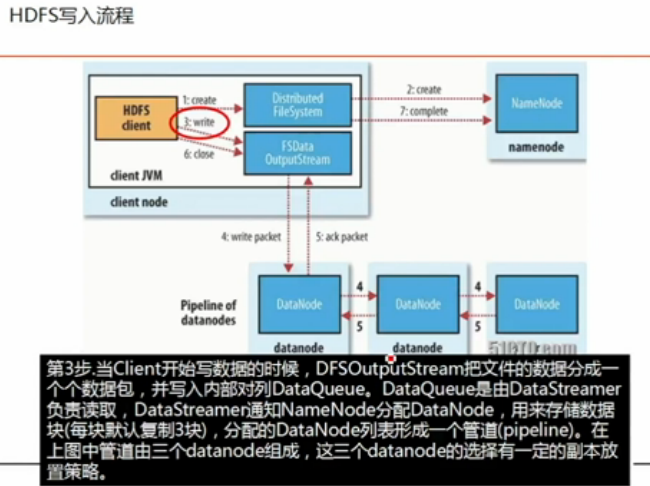 HDFS写入流程
HDFS
client
1: create
3: write
6: close
Distributed
FileSystem
FSData
OutputStream
client JVM
client node
2: create
7: complete
NameNode
namenode
4: write packet
5: ack packet
Pipeline of
datanodes
DataNode
4
DataNode
4
DataNode
5
5
datanode
datanode
51CTO.com
第3步.当Client开始写数据的时候，DFSOutputStream把文件的数据分成一
个个数据包，并写入内部对列DataQueue。DataQueue是由DataStreamer
负责读取，DataStreamer通知NameNode分配DataNode，用来存储数据
块(每块默认复制3块)，分配的DataNode列表形成一个管道(pipeline)。在
上图中管道由三个datanode组成，这三个datanode的选择有一定的副本放
置策略。